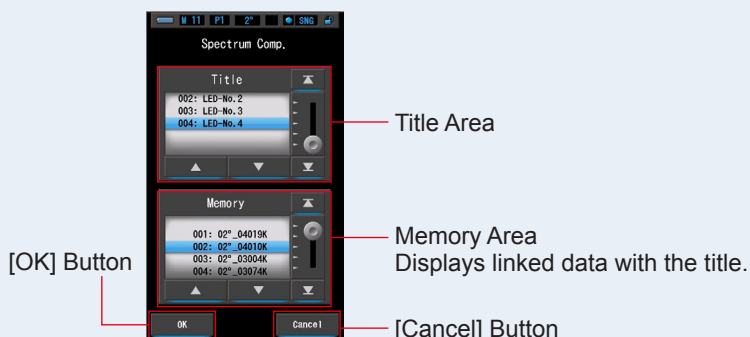 M 11 P1 2° SNG
Spectrum Comp.
Title
002: LED-No.2
003: LED-No.3
004: LED-No.4
Title Area
Memory
001: 02°_04019K
002: 02°_04010K
003: 02°_03004K
004: 02°_03074K
Memory Area
Displays linked data with the title.
[OK] Button
OK
Cancel
[Cancel] Button